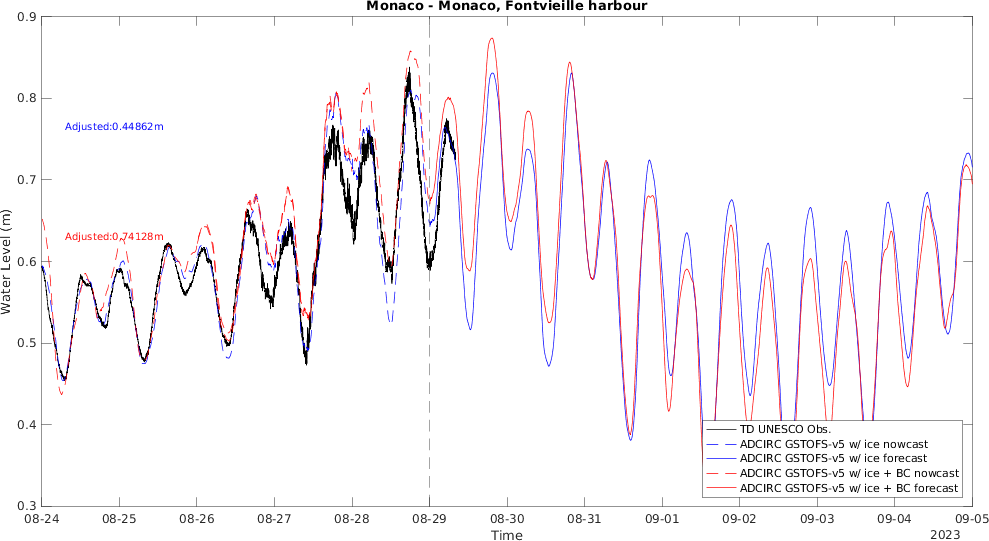 Monaco - Monaco, Fontvieille harbour
0.9
0.8
0.7
0.6
0.5
0.4
0.3
Water Level (m)
Adjusted:0.44862m
Adjusted:0.74128m
TD UNESCO Obs.
ADCIRC GSTOFS-v5 w/ ice nowcast
ADCIRC GSTOFS-v5 w/ ice forecast
ADCIRC GSTOFS-v5 w/ ice + BC nowcast
ADCIRC GSTOFS-v5 w/ ice + BC forecast
08-24 08-25 08-26 08-27 08-28 08-29 08-30 08-31 09-01 09-02 09-03 09-04 09-05
Time
2023